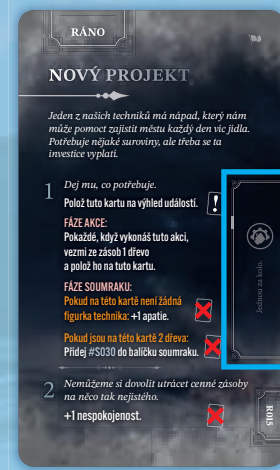 RÁNO
NOVÝ PROJEKT
Jeden z našich techniků má nápad, který nám
může pomoct zajistit městu každý den víc jídla.
Potřebuje nějaké suroviny, ale třeba se ta
investice vyplatí.
1 Dej mu, co potřebuje.
Polož tuto kartu na výhled událostí.
FÁZE AKCE:
Pokaždé, když vykonáš tuto akci,
vezmi ze zásob 1 dřevo
a polož ho na tuto kartu.
FÁZE SOUMRAKU:
Pokud na této kartě není žádná
figurka technika: +1 apatie.
Pokud jsou na této kartě 2 dřeva:
Přidej #S030 do balíčku soumraku.
2 Nemůžeme si dovolit utrácet cenné zásoby
na něco tak nejistého.
+1 nespokojenost.
Jednou za kolo.
R015